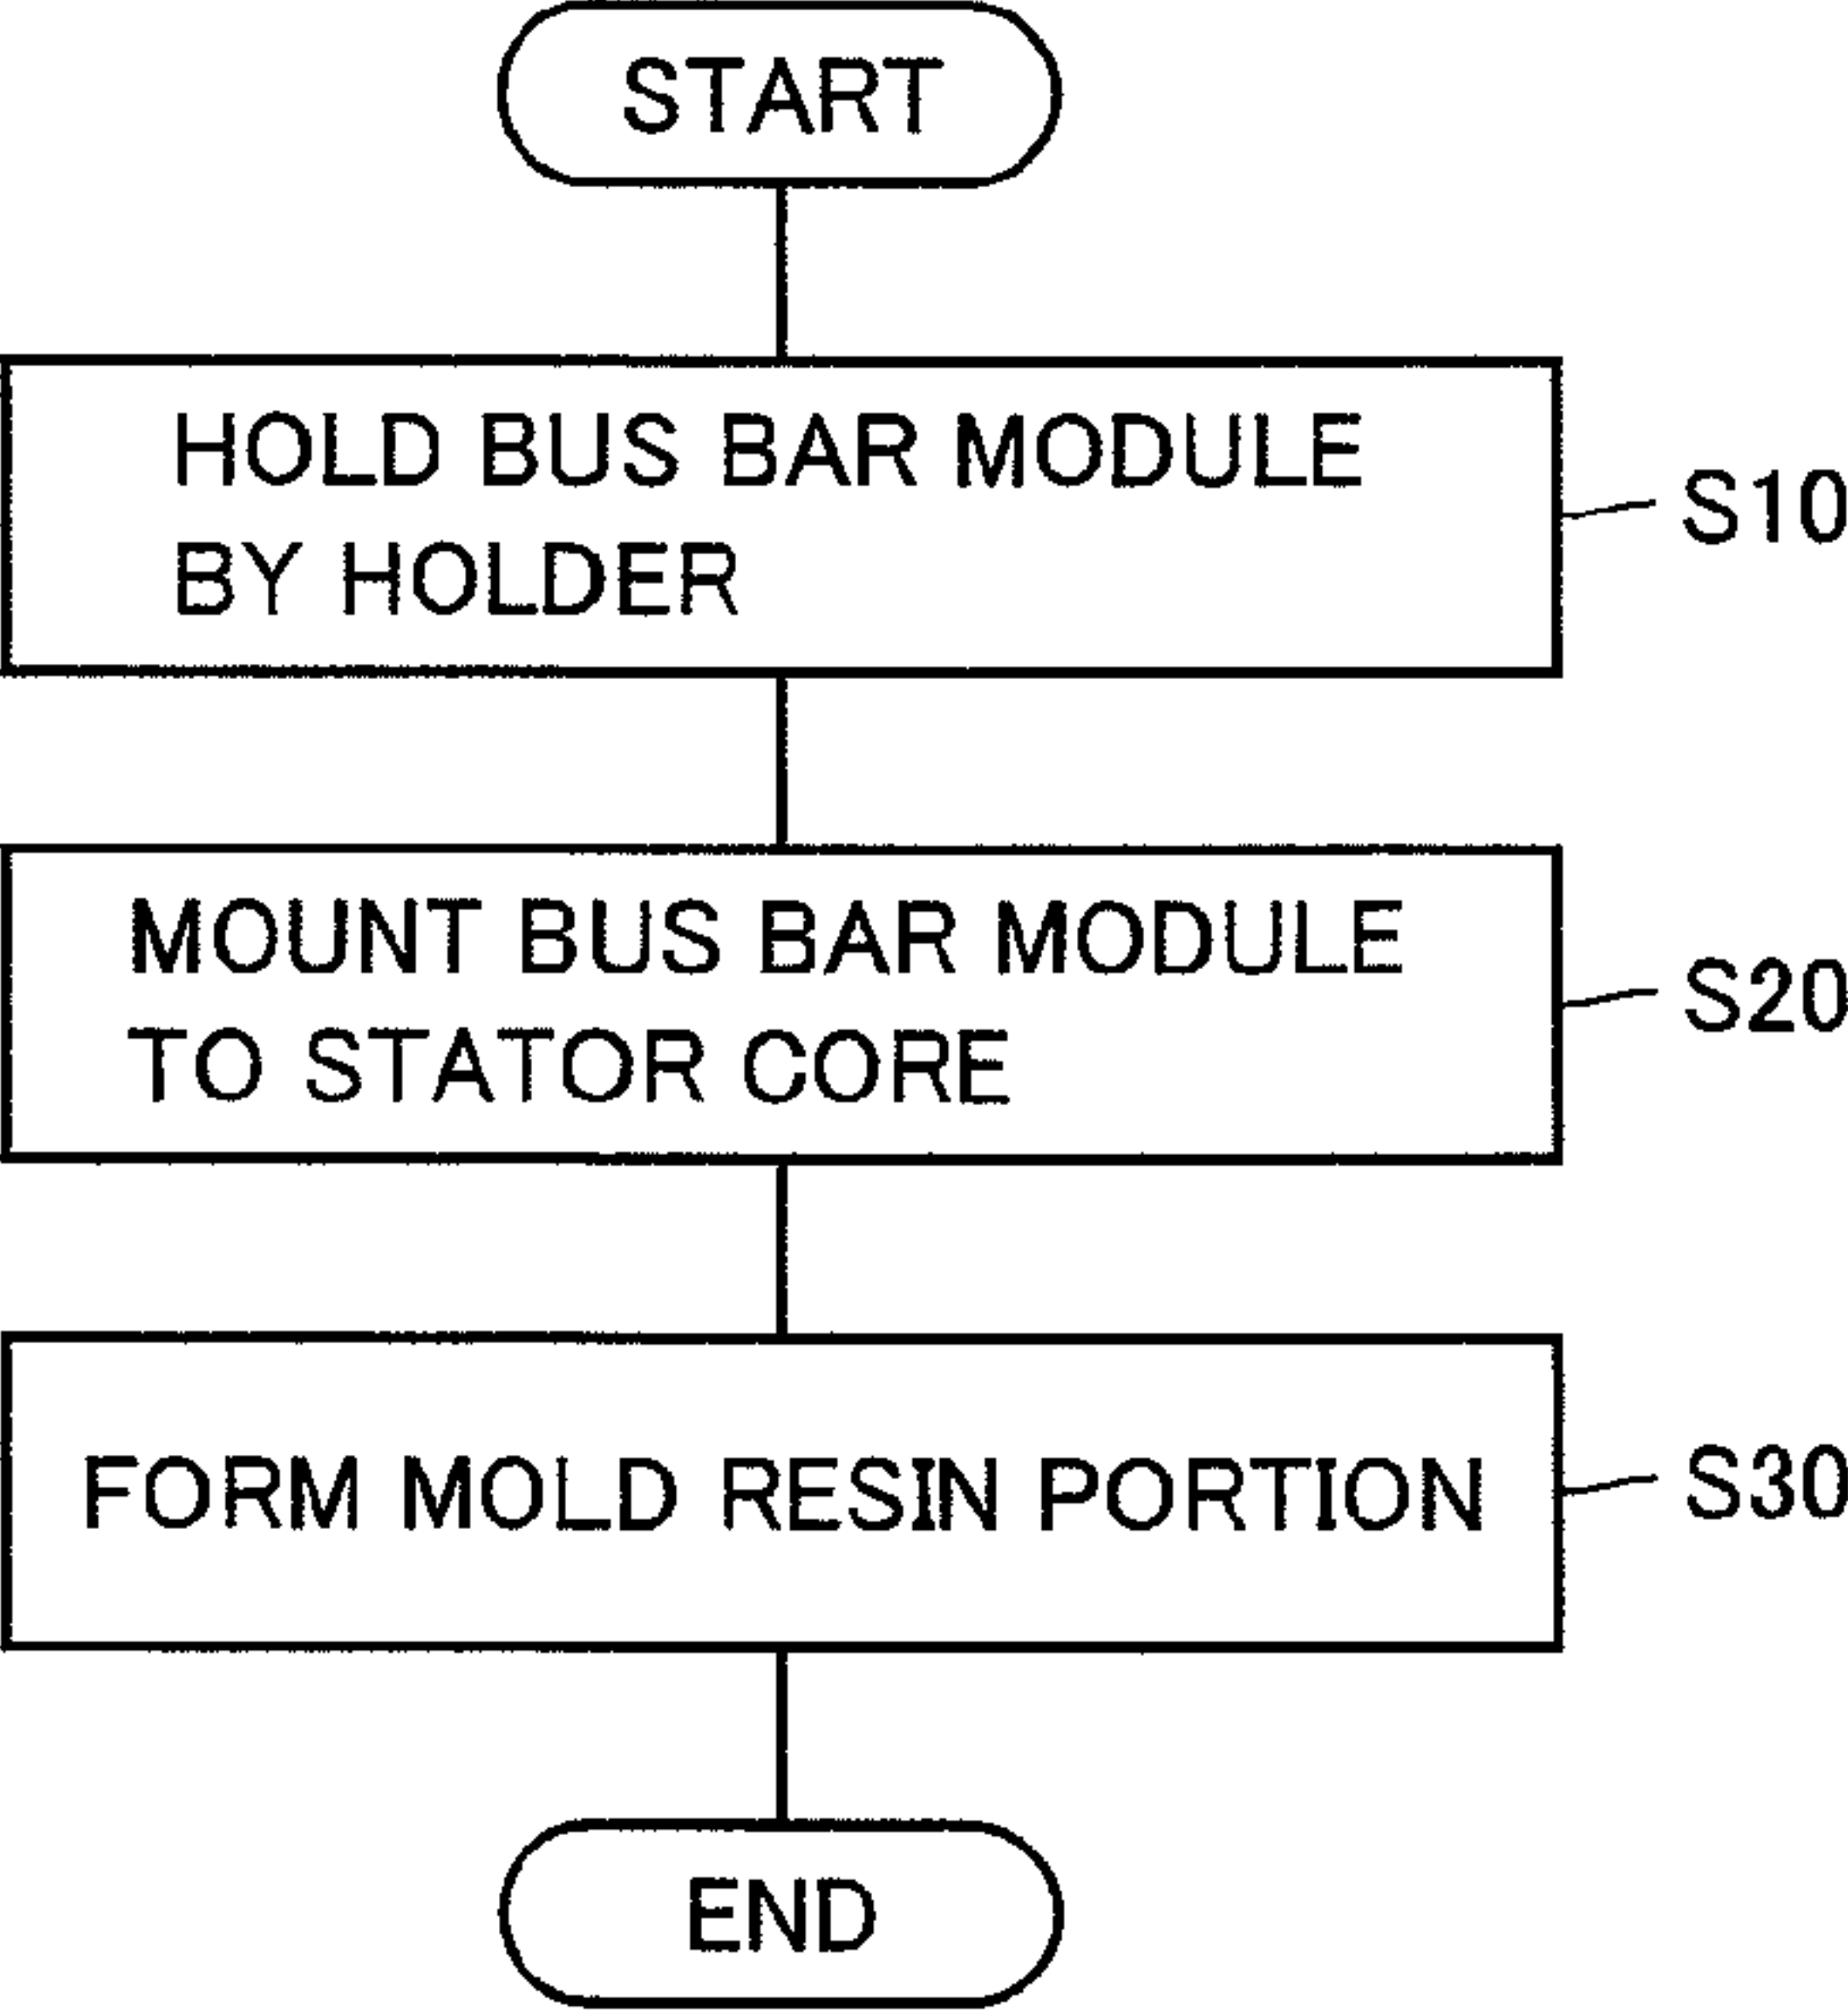 START
HOLD BUS BAR MODULE
BY HOLDER
S10
MOUNT BUS BAR MODULE
TO STATOR CORE
S20
FORM MOLD RESIN PORTION
S30
END